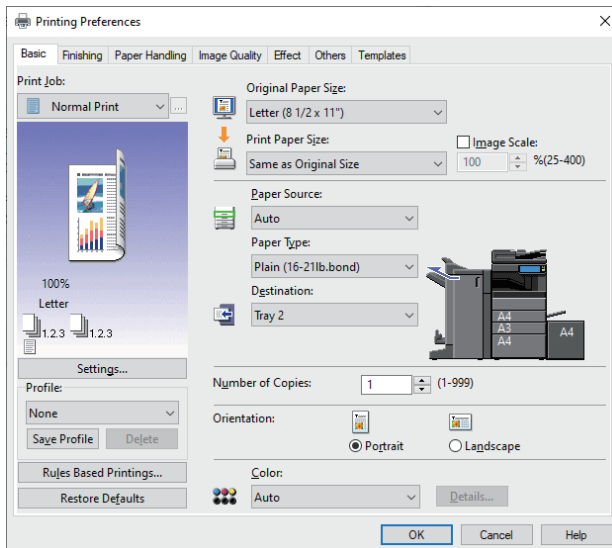 Printing Preferences
Basic Finishing Paper Handling Image Quality Effect Others Templates
Print Job:
Normal Print
...
100%
Letter
1.2.3 1.2.3
Settings...
Profile:
None
Save Profile Delete
Rules Based Printings...
Restore Defaults
Original Paper Size:
Letter (8 1/2 x 11")
Print Paper Size:
Same as Original Size
Image Scale:
100 %(25-400)
Paper Source:
Auto
Paper Type:
Plain (16-21lb.bond)
Destination:
Tray 2
A4
A3
A4
A4
Number of Copies: 1 (1-999)
Orientation:
Portrait Landscape
Color:
Auto
Details...
OK Cancel Help